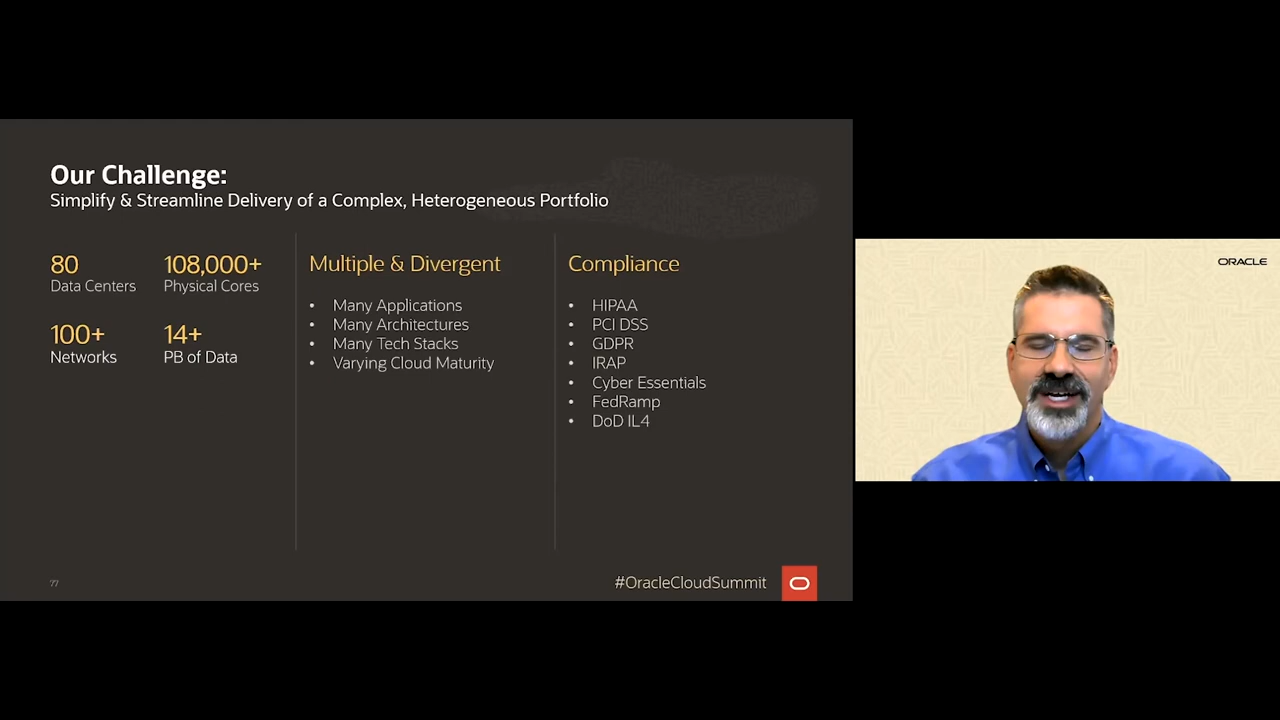 Our Challenge:
Simplify & Streamline Delivery of a Complex, Heterogeneous Portfolio
80
Data Centers
108,000+
Physical Cores
100+
Networks
14+
PB of Data
Multiple & Divergent
• Many Applications
• Many Architectures
• Many Tech Stacks
• Varying Cloud Maturity
Compliance
• HIPAA
• PCI DSS
• GDPR
• IRAP
• Cyber Essentials
• FedRamp
• DoD IL4
77
#OracleCloudSummit
ORACLE